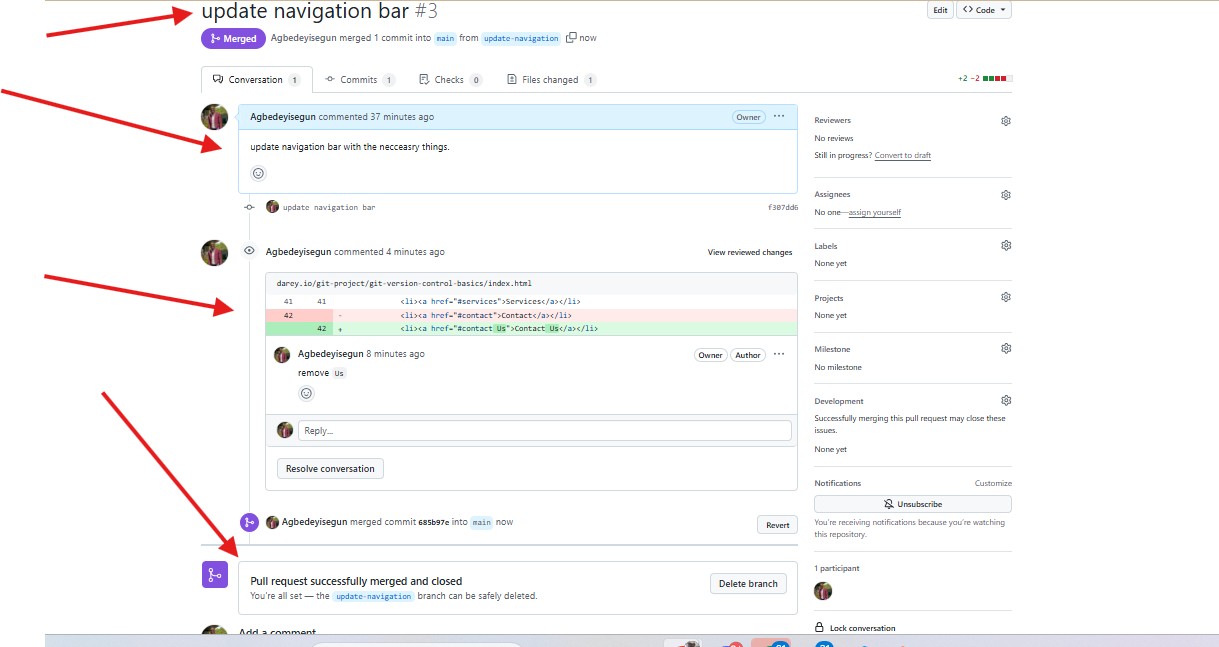 update navigation bar #3
Edit
<> Code
Merged
Agbedeyisegun merged 1 commit into main from update-navigation now
Conversation 1
Commits 1
Checks 0
Files changed 1
+2 −2
Agbedeyisegun commented 37 minutes ago
Owner
update navigation bar with the necceasry things.
update navigation bar
f307dd6
Agbedeyisegun commented 4 minutes ago
View reviewed changes
darey.io/git-project/git-version-control-basics/index.html
41 41 <li><a href="#services">Services</a></li>
42 - <li><a href="#contact">Contact</a></li>
42 + <li><a href="#contact Us">Contact Us</a></li>
Agbedeyisegun 8 minutes ago
Owner
Author
remove Us
Reply...
Resolve conversation
Agbedeyisegun merged commit 685b97e into main now
Revert
Pull request successfully merged and closed
You're all set — the update-navigation branch can be safely deleted.
Delete branch
Add a comment
Reviewers
No reviews
Still in progress? Convert to draft
Assignees
No one—assign yourself
Labels
None yet
Projects
None yet
Milestone
No milestone
Development
Successfully merging this pull request may close these
issues.
None yet
Notifications
Customize
Unsubscribe
You're receiving notifications because you're watching
this repository.
1 participant
Lock conversation